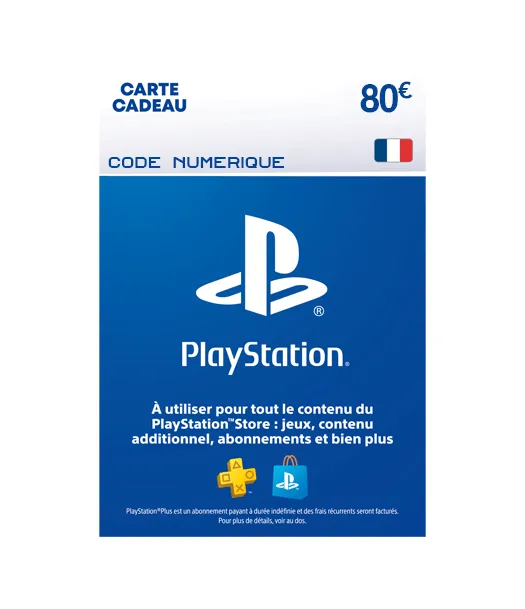 CARTE
CADEAU
80€
CODE NUMERIQUE
®
PlayStation®
À utiliser pour tout le contenu du
PlayStation™Store : jeux, contenu
additionnel, abonnements et bien plus
PlayStation®Plus est un abonnement payant à durée indéfinie et des frais récurrents seront facturés.
Pour plus de détails, voir au dos.